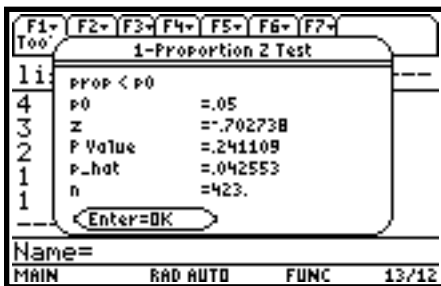 F1▾ F2▾ F3▾ F4▾ F5▾ F6▾ F7▾
Too
1-Proportion Z Test
li
prop < p0
4
p0 =.05
3
z =-.702738
2
P Value =.241109
1
p_hat =.042553
1
n =423.
Enter=OK
Name=
MAIN RAD AUTO FUNC 13/12